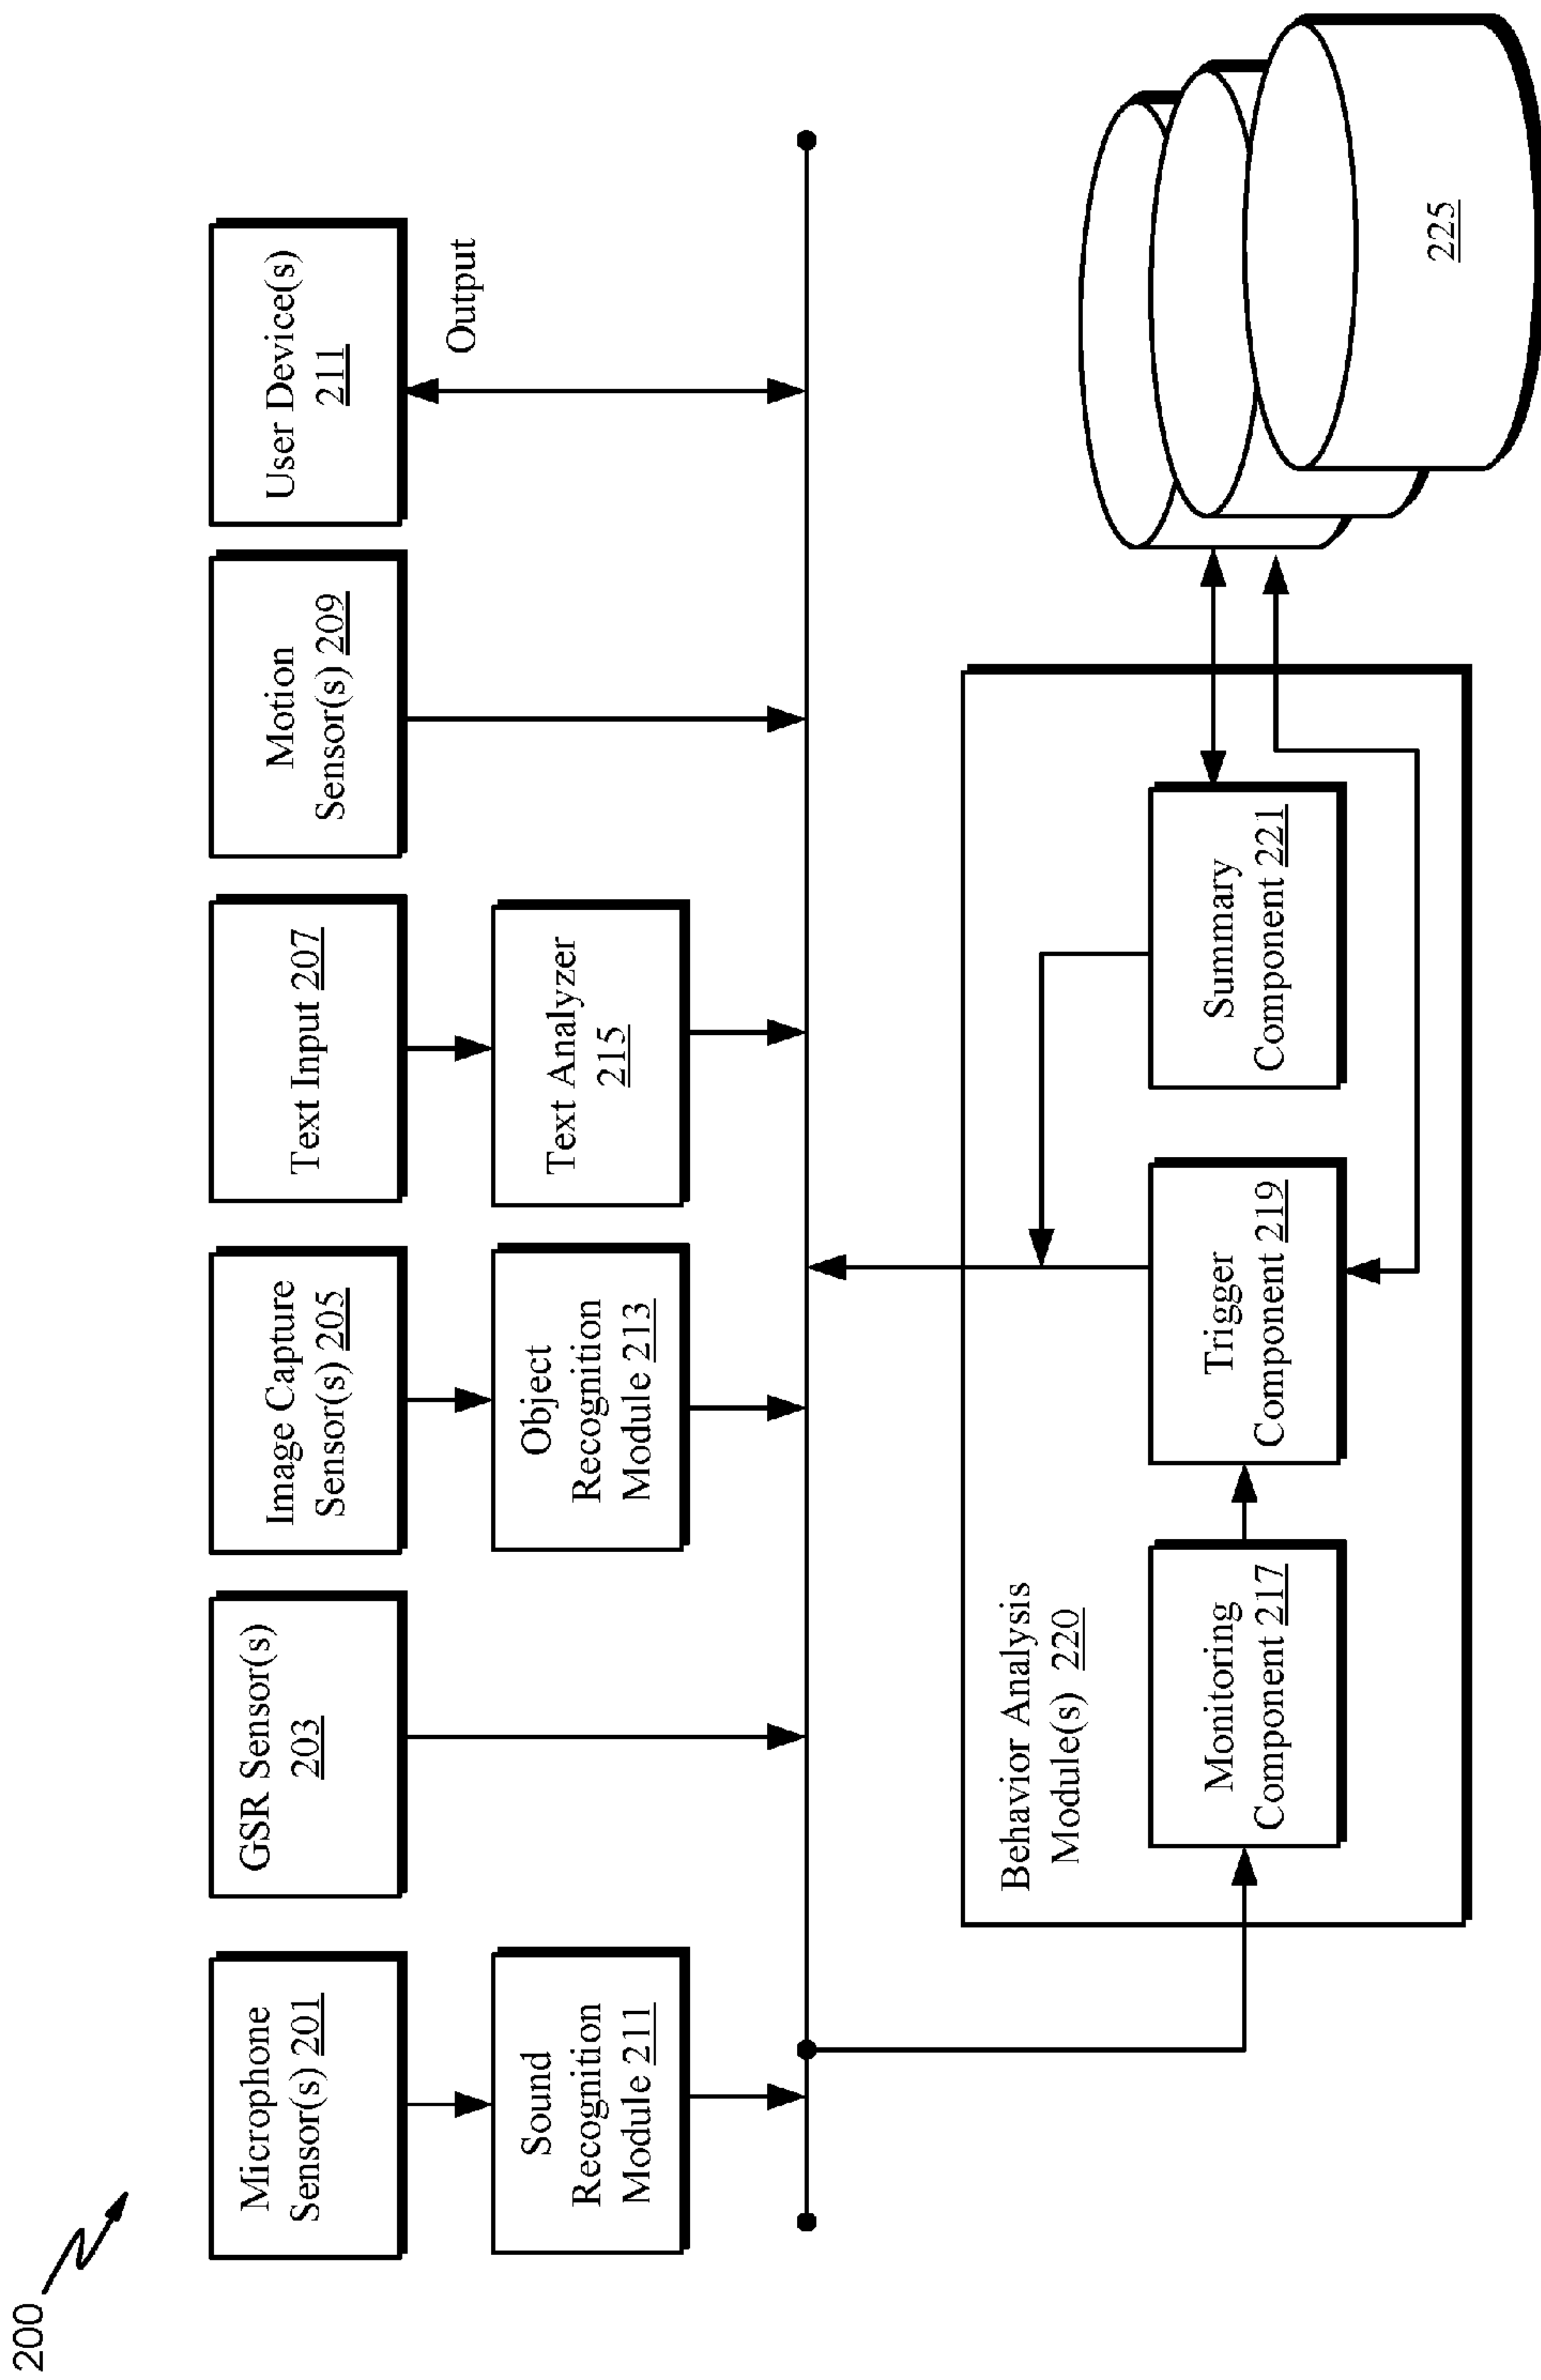 200
Microphone
Sensor(s) 201
GSR Sensor(s)
203
Image Capture
Sensor(s) 205
Text Input 207
Motion
Sensor(s) 209
User Device(s)
211
Sound
Recognition
Module 211
Object
Recognition
Module 213
Text Analyzer
215
Output
Behavior Analysis
Module(s) 220
Monitoring
Component 217
Trigger
Component 219
Summary
Component 221
225